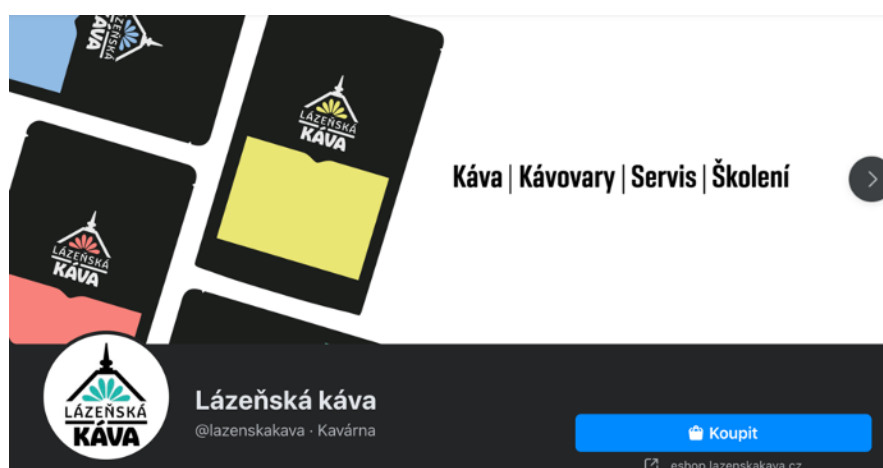 LÁZEŇSKÁ
KÁVA
LÁZEŇSKÁ
KÁVA
LÁZEŇSKÁ
KÁVA
Káva | Kávovary | Servis | Školení
LÁZEŇSKÁ
KÁVA
Lázeňská káva
@lazenskakava · Kavárna
Koupit
eshop.lazenskakava.cz